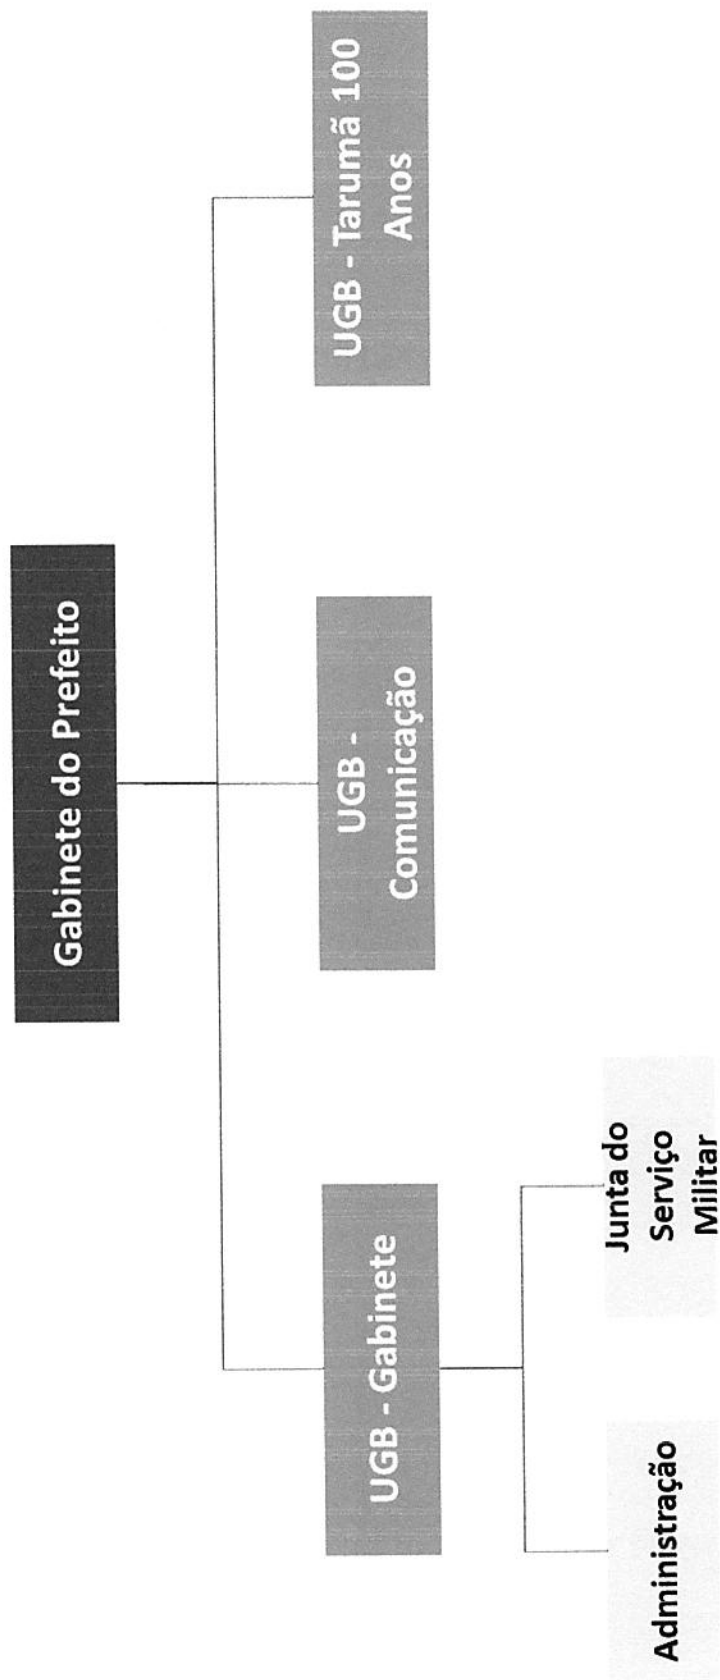 Gabinete do Prefeito
UGB - Gabinete
UGB -
Comunicação
UGB - Tarumã 100
Anos
Administração
Junta do
Serviço
Militar